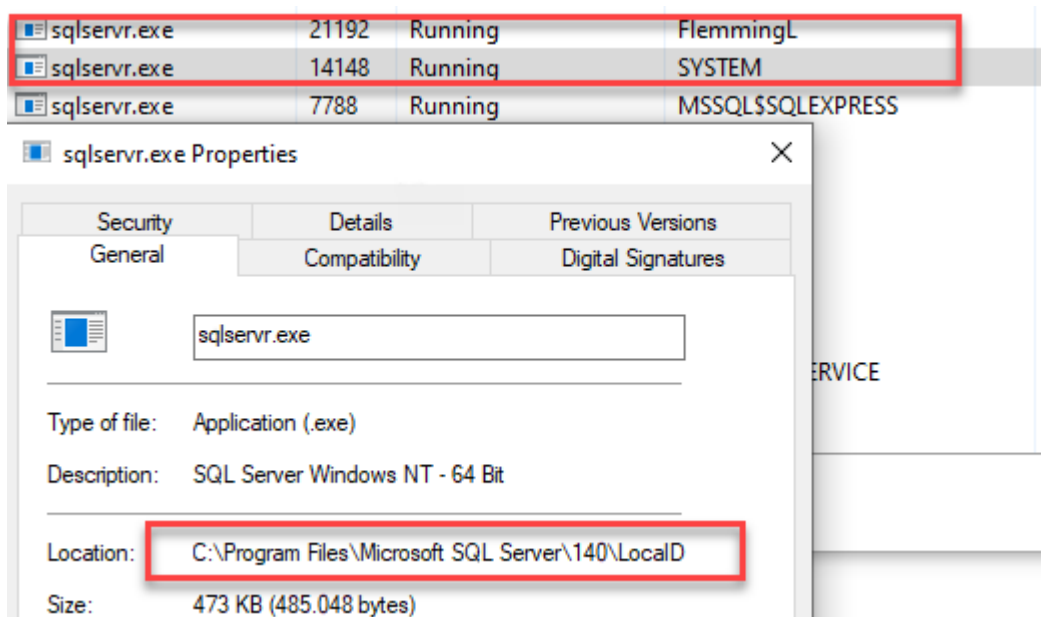 sqlservr.exe 21192 Running FlemmingL
sqlservr.exe 14148 Running SYSTEM
sqlservr.exe 7788 Running MSSQL$SQLEXPRESS
sqlservr.exe Properties
Security Details Previous Versions
General Compatibility Digital Signatures
sqlservr.exe
ERVICE
Type of file: Application (.exe)
Description: SQL Server Windows NT - 64 Bit
Location: C:\Program Files\Microsoft SQL Server\140\LocalD
Size: 473 KB (485.048 bytes)